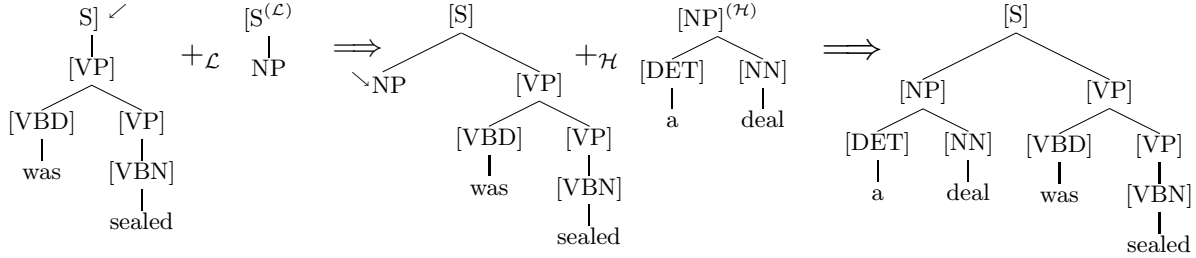 S] ↙ +𝓛 [S(𝓛) ⟹ [S] +𝓗 [NP](𝓗) ⟹ [S]
[VP] NP ↘NP [VP] [DET] [NN] [NP] [VP]
[VBD] [VP] [VBD] [VP] a deal [DET] [NN] [VBD] [VP]
was [VBN] was [VBN] a deal was [VBN]
sealed sealed sealed